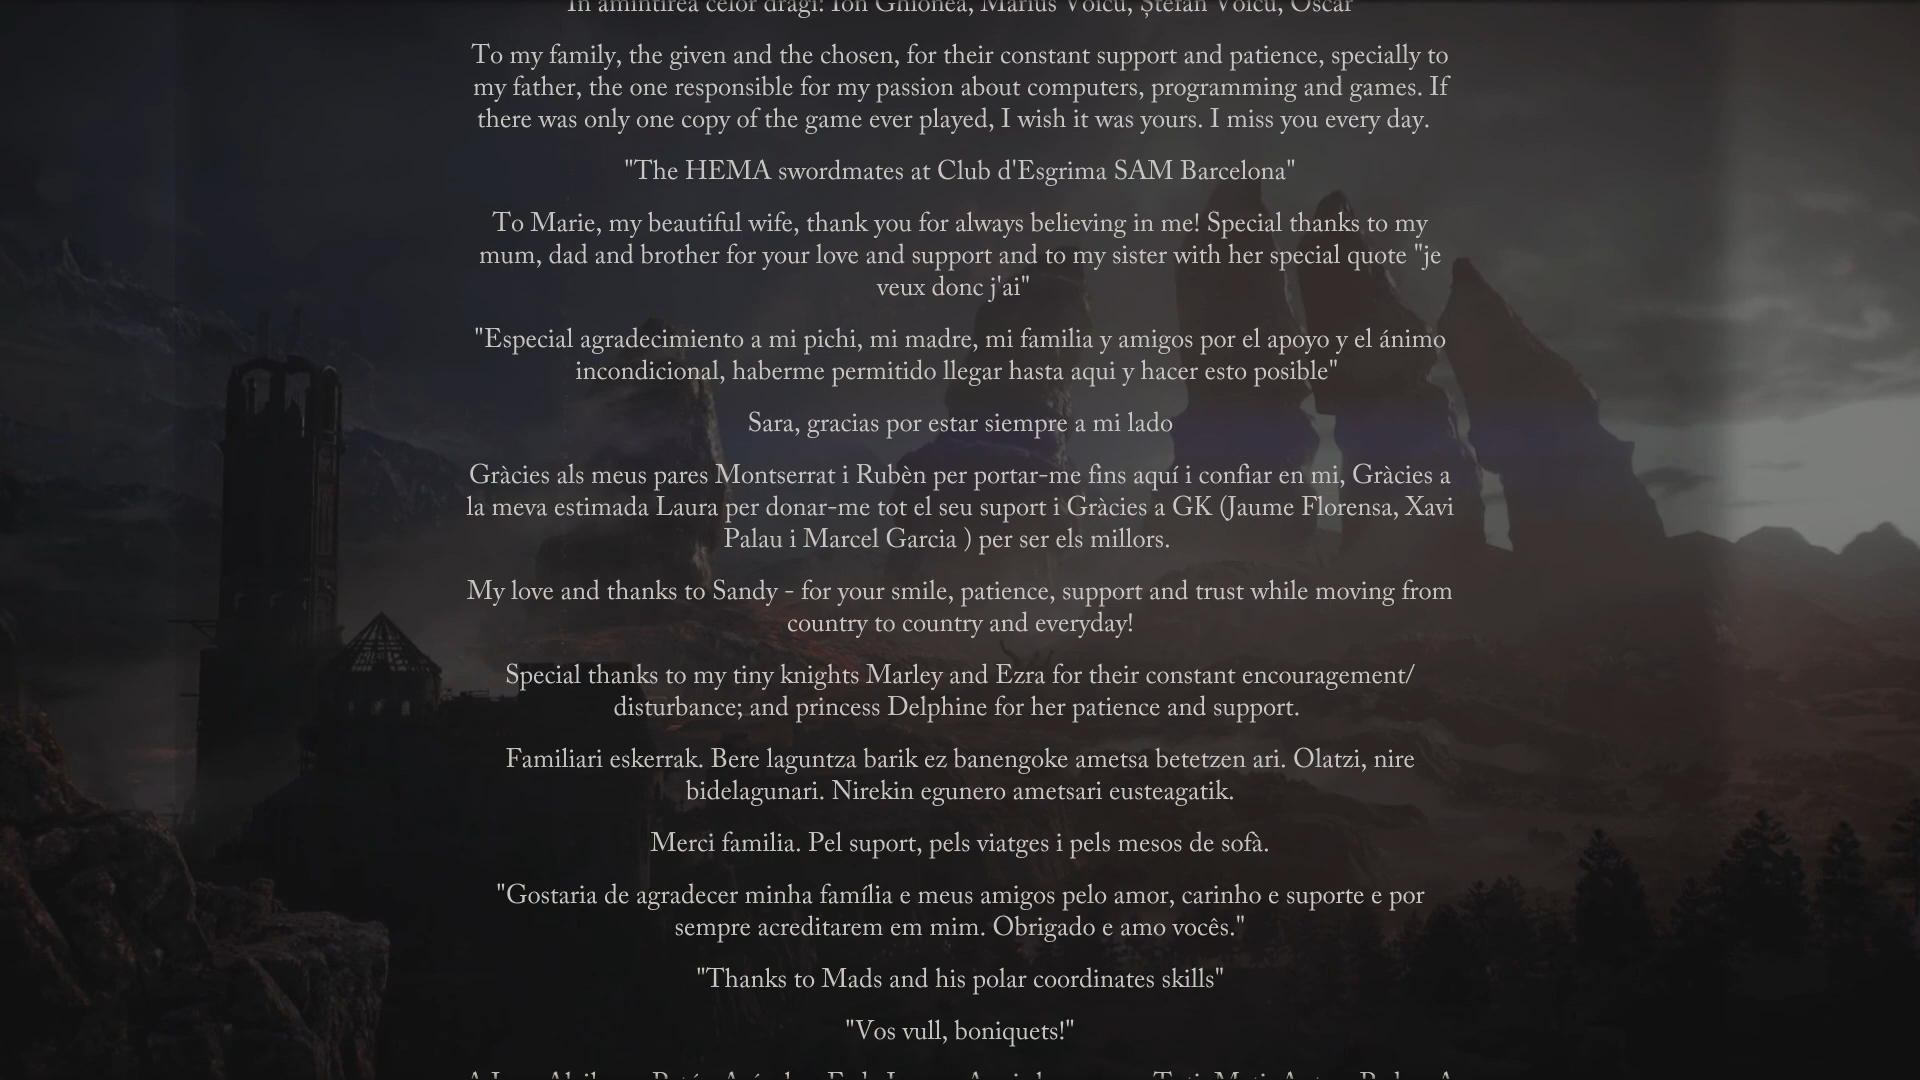 În amintirea celor dragi: Ion Ghionea, Marius Voicu, Ștefan Voicu, Oscar
To my family, the given and the chosen, for their constant support and patience, specially to
my father, the one responsible for my passion about computers, programming and games. If
there was only one copy of the game ever played, I wish it was yours. I miss you every day.
"The HEMA swordmates at Club d'Esgrima SAM Barcelona"
To Marie, my beautiful wife, thank you for always believing in me! Special thanks to my
mum, dad and brother for your love and support and to my sister with her special quote "je
veux donc j'ai"
"Especial agradecimiento a mi pichi, mi madre, mi familia y amigos por el apoyo y el ánimo
incondicional, haberme permitido llegar hasta aqui y hacer esto posible"
Sara, gracias por estar siempre a mi lado
Gràcies als meus pares Montserrat i Rubèn per portar-me fins aquí i confiar en mi, Gràcies a
la meva estimada Laura per donar-me tot el seu suport i Gràcies a GK (Jaume Florensa, Xavi
Palau i Marcel Garcia ) per ser els millors.
My love and thanks to Sandy - for your smile, patience, support and trust while moving from
country to country and everyday!
Special thanks to my tiny knights Marley and Ezra for their constant encouragement/
disturbance; and princess Delphine for her patience and support.
Familiari eskerrak. Bere laguntza barik ez banengoke ametsa betetzen ari. Olatzi, nire
bidelagunari. Nirekin egunero ametsari eusteagatik.
Merci familia. Pel suport, pels viatges i pels mesos de sofà.
"Gostaria de agradecer minha família e meus amigos pelo amor, carinho e suporte e por
sempre acreditarem em mim. Obrigado e amo vocês."
"Thanks to Mads and his polar coordinates skills"
"Vos vull, boniquets!"